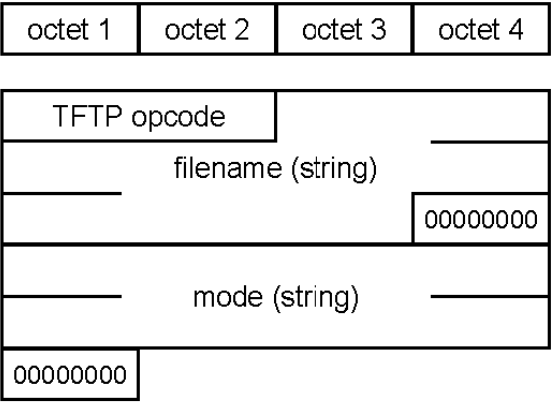 octet 1 octet 2 octet 3 octet 4
TFTP opcode
filename (string)
00000000
mode (string)
00000000